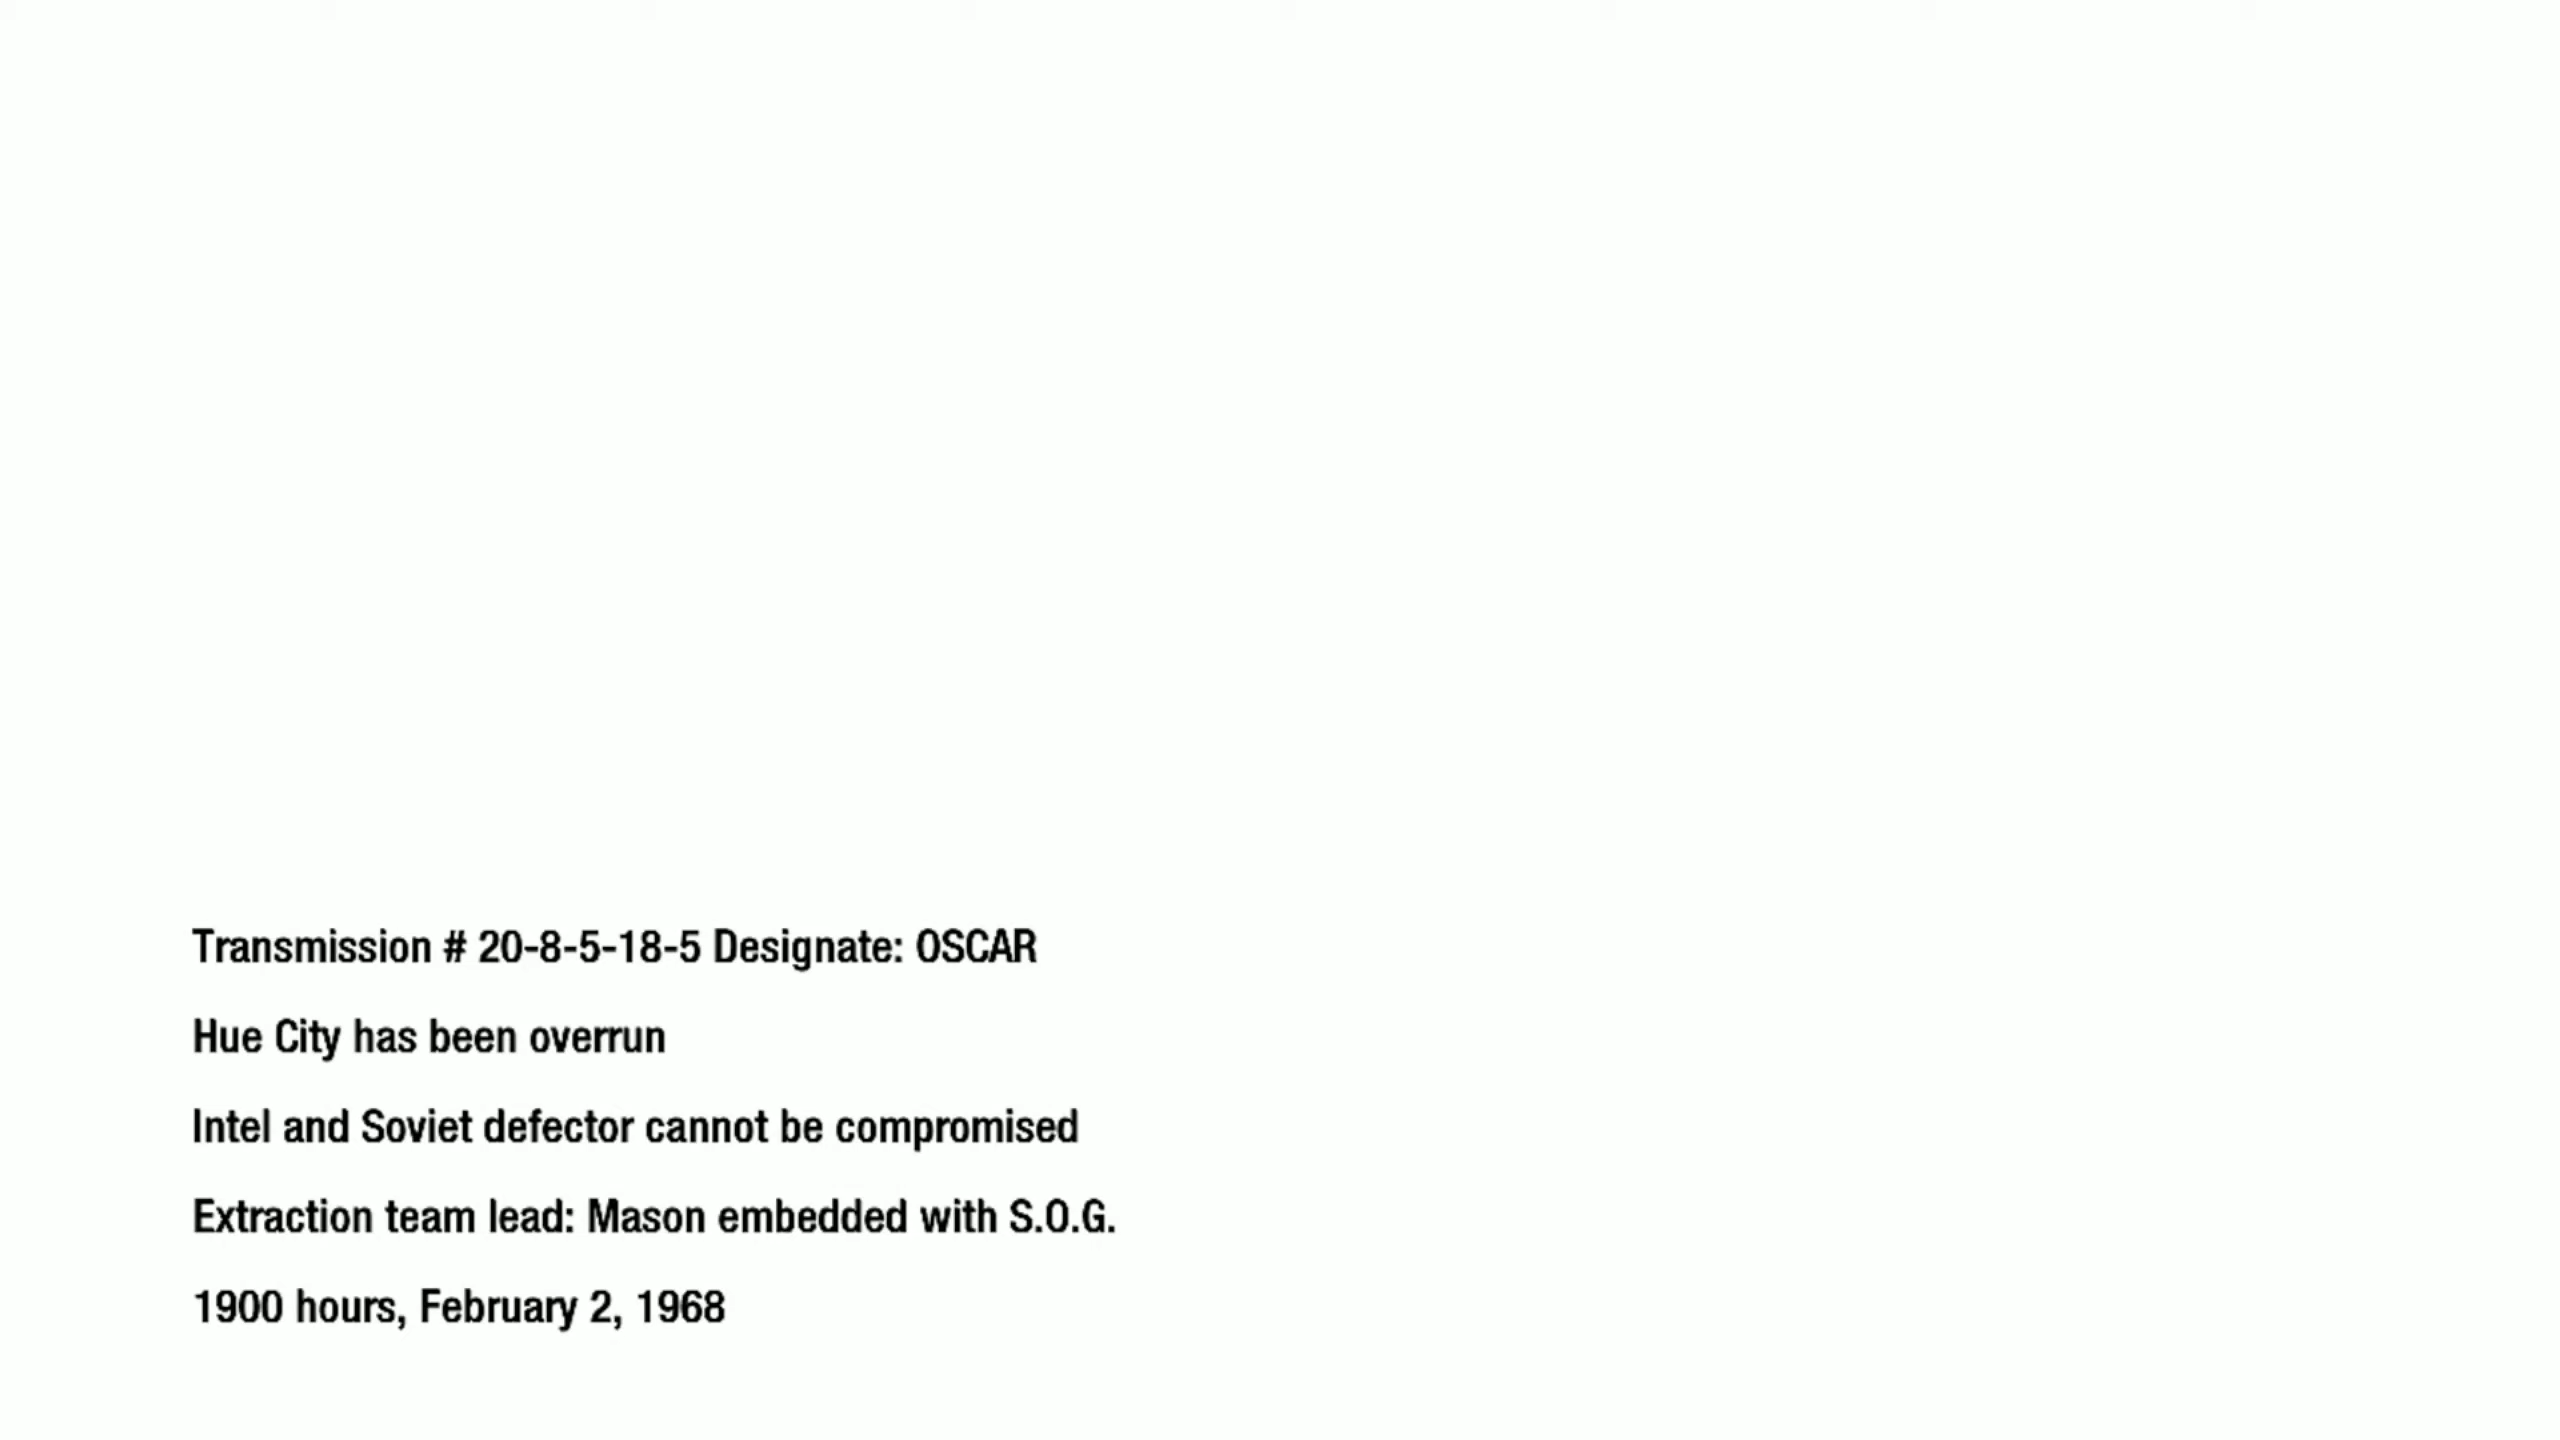 Transmission # 20-8-5-18-5 Designate: OSCAR
Hue City has been overrun
Intel and Soviet defector cannot be compromised
Extraction team lead: Mason embedded with S.O.G.
1900 hours, February 2, 1968